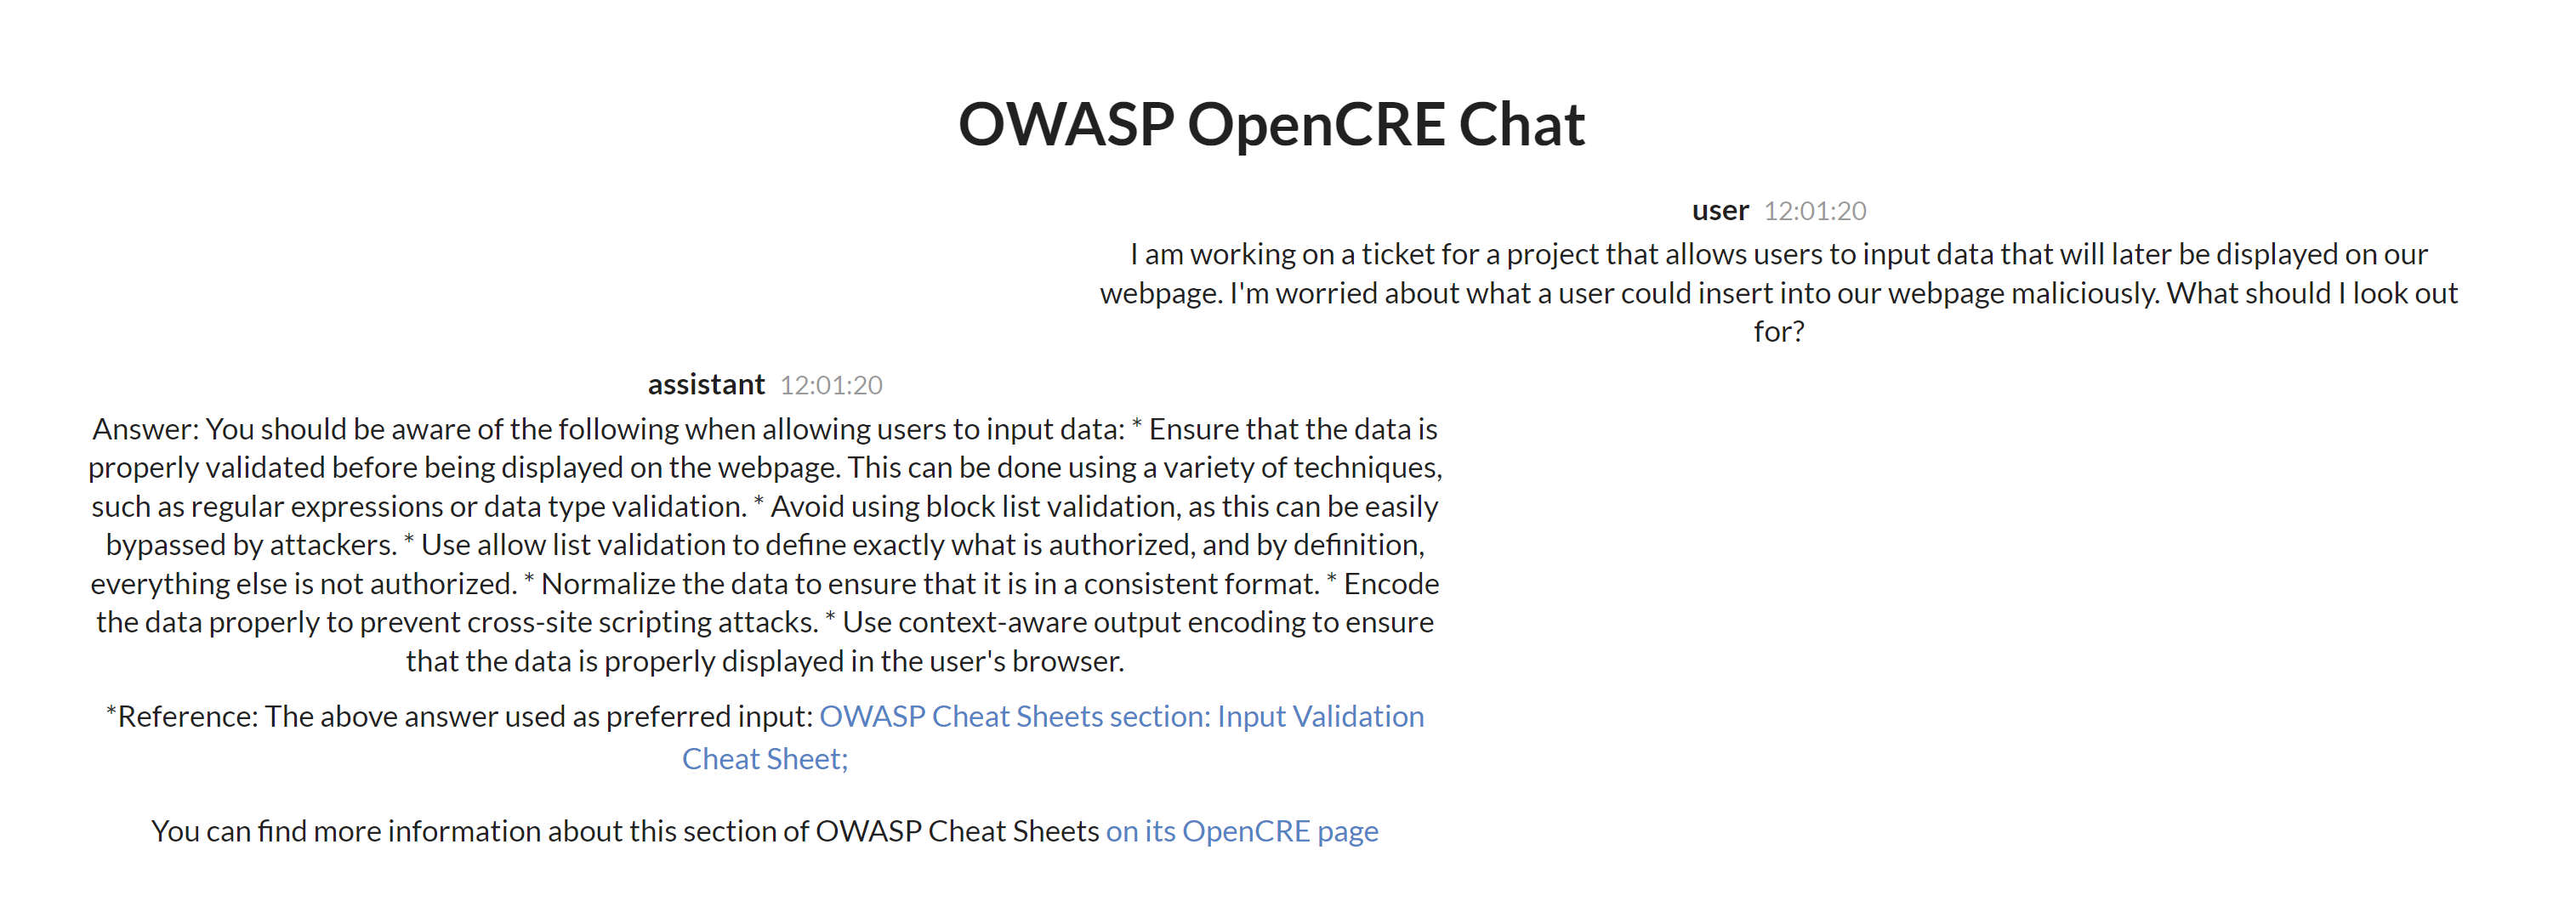 OWASP OpenCRE Chat
user 12:01:20
I am working on a ticket for a project that allows users to input data that will later be displayed on our
webpage. I'm worried about what a user could insert into our webpage maliciously. What should I look out
for?
assistant 12:01:20
Answer: You should be aware of the following when allowing users to input data: * Ensure that the data is
properly validated before being displayed on the webpage. This can be done using a variety of techniques,
such as regular expressions or data type validation. * Avoid using block list validation, as this can be easily
bypassed by attackers. * Use allow list validation to define exactly what is authorized, and by definition,
everything else is not authorized. * Normalize the data to ensure that it is in a consistent format. * Encode
the data properly to prevent cross-site scripting attacks. * Use context-aware output encoding to ensure
that the data is properly displayed in the user's browser.
*Reference: The above answer used as preferred input: OWASP Cheat Sheets section: Input Validation
Cheat Sheet;
You can find more information about this section of OWASP Cheat Sheets on its OpenCRE page